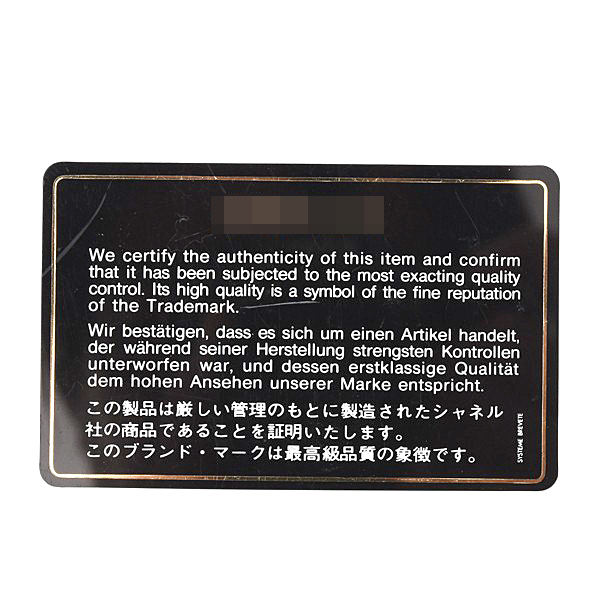 We certify the authenticity of this item and confirm
that it has been subjected to the most exacting quality
control. Its high quality is a symbol of the fine reputation
of the Trademark.
Wir bestätigen, dass es sich um einen Artikel handelt,
der während seiner Herstellung strengsten Kontrollen
unterworfen war, und dessen erstklassige Qualität
dem hohen Ansehen unserer Marke entspricht.
この製品は厳しい管理のもとに製造されたシャネル
社の商品であることを証明いたします。
このブランド・マークは最高級品質の象徴です。
SYSTEME BREVETE